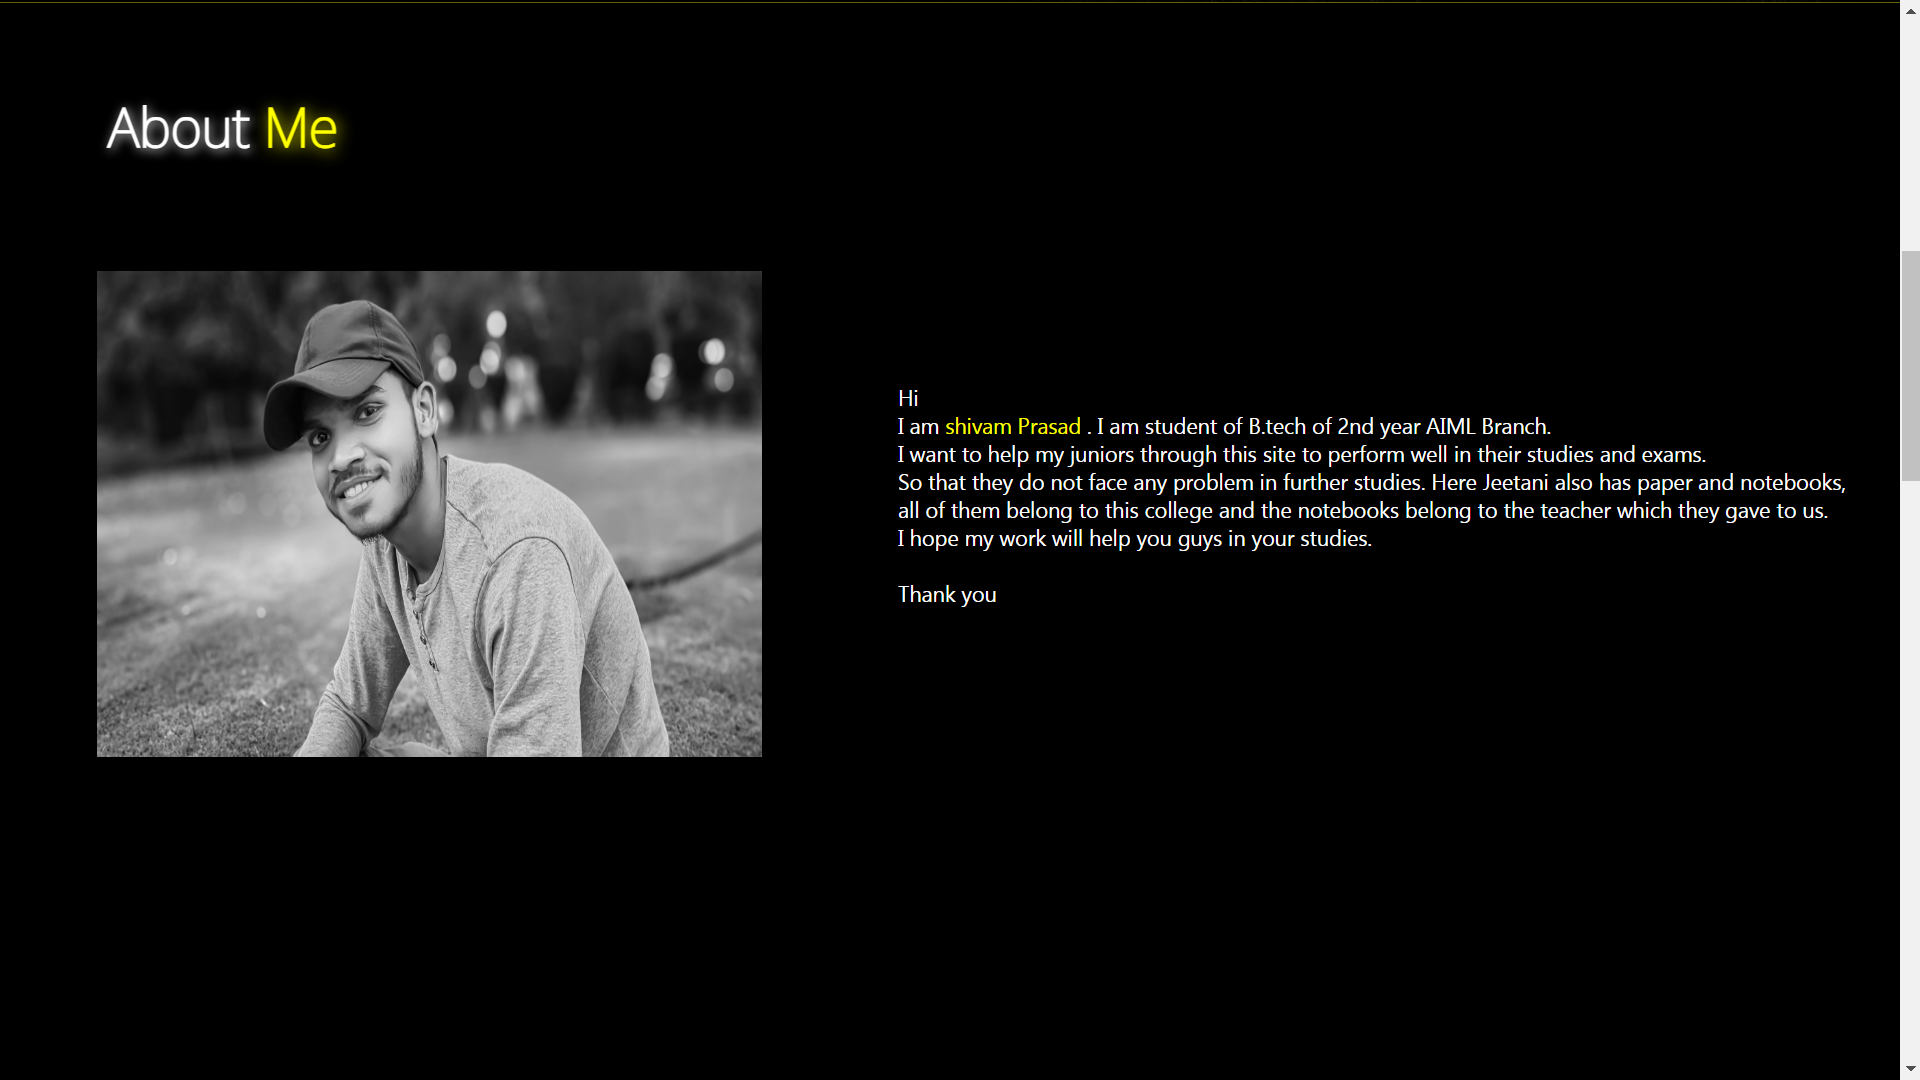 About Me
Hi
I am shivam Prasad . I am student of B.tech of 2nd year AIML Branch.
I want to help my juniors through this site to perform well in their studies and exams.
So that they do not face any problem in further studies. Here Jeetani also has paper and notebooks,
all of them belong to this college and the notebooks belong to the teacher which they gave to us.
I hope my work will help you guys in your studies.
Thank you